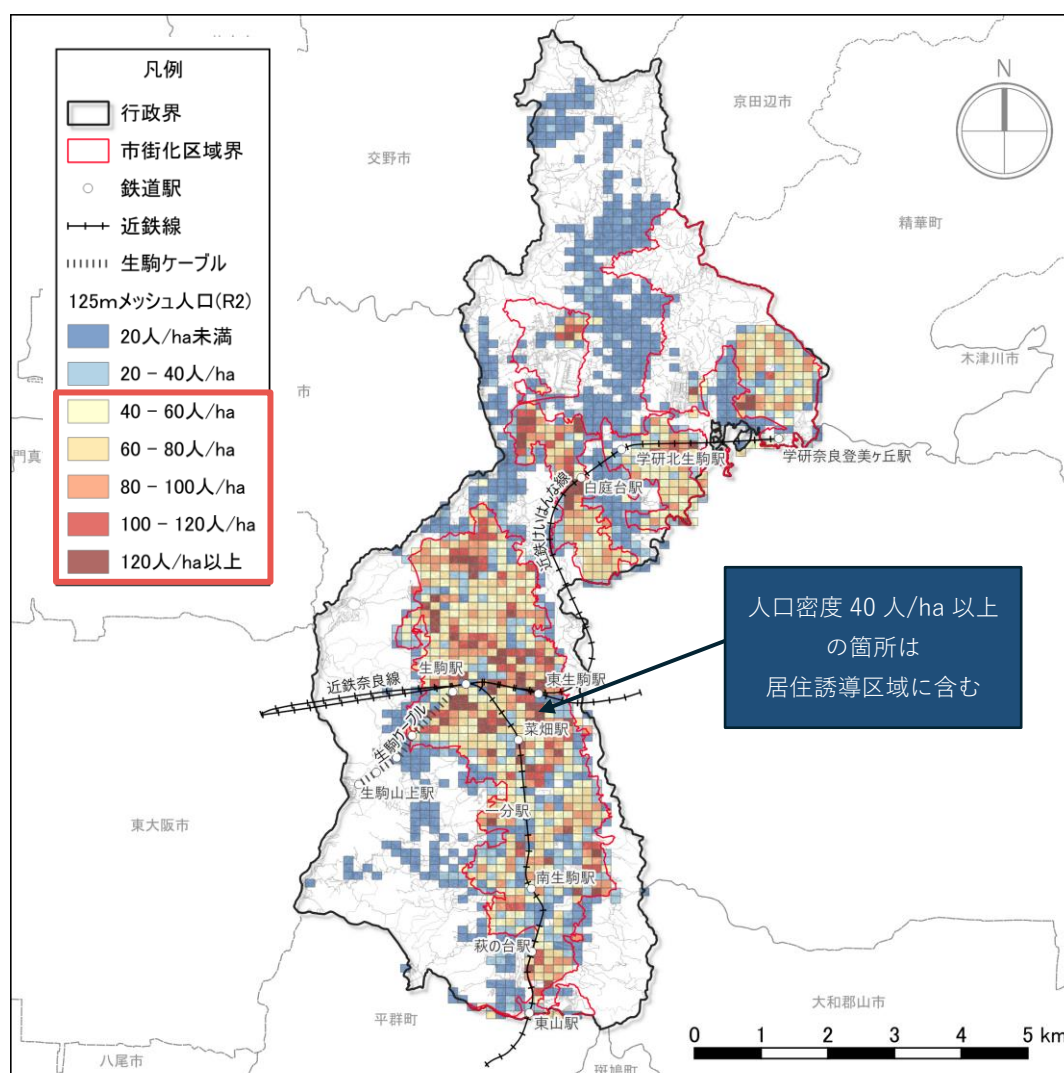 凡例
行政界
市街化区域界
鉄道駅
近鉄線
生駒ケーブル
125mメッシュ人口(R2)
20人/ha未満
20 - 40人/ha
40 - 60人/ha
60 - 80人/ha
80 - 100人/ha
100 - 120人/ha
120人/ha以上
N
京田辺市
交野市
精華町
木津川市
市
門真
学研北生駒駅
学研奈良登美ヶ丘駅
白庭台駅
近鉄けいはんな線
人口密度 40 人/ha 以上
の箇所は
居住誘導区域に含む
生駒駅
近鉄奈良線
東生駒駅
菜畑駅
生駒ケーブル
生駒山上駅
一分駅
東大阪市
南生駒駅
萩の台駅
大和郡山市
平群町
東山駅
0 1 2 3 4 5 km
八尾市
斑鳩町